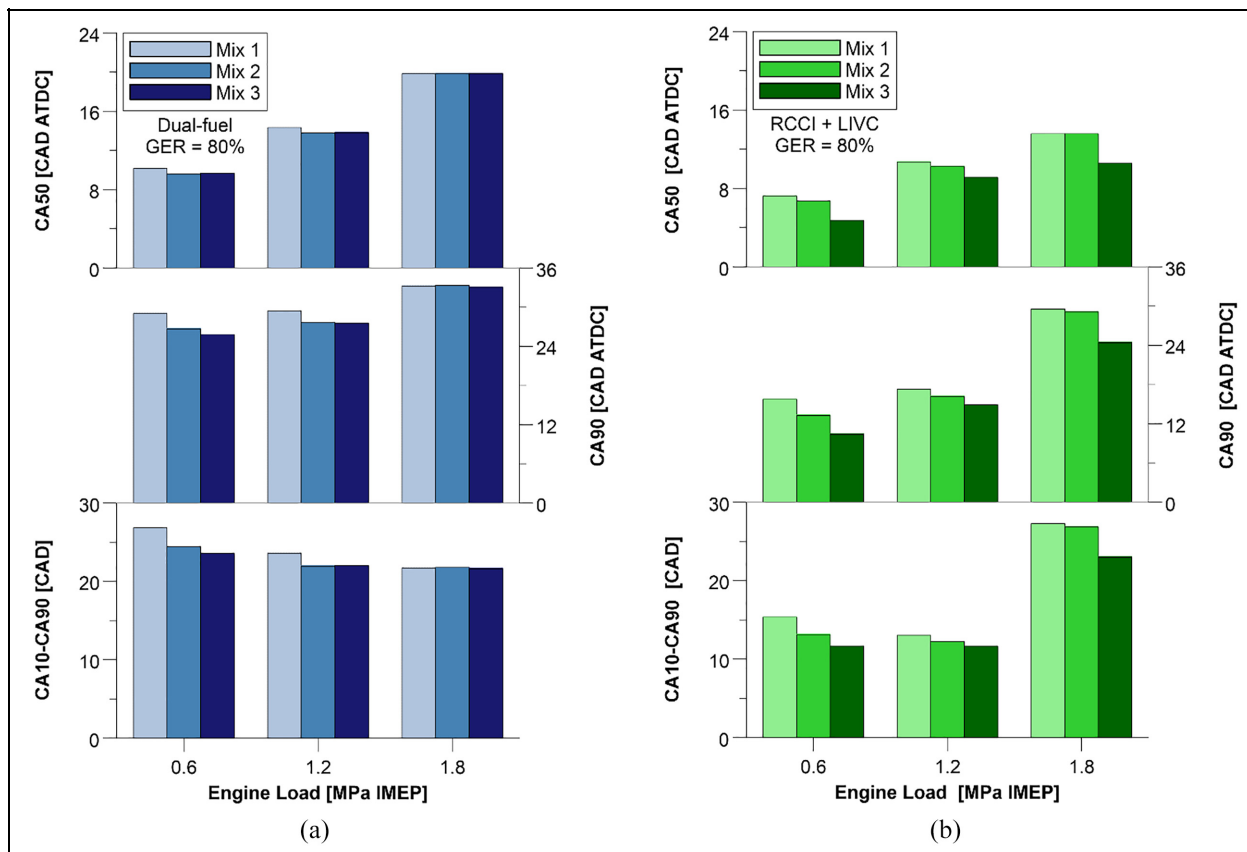 24
16
8
0
CA50 [CAD ATDC]
Mix 1
Mix 2
Mix 3
Dual-fuel
GER = 80%
36
24
12
0
CA90 [CAD ATDC]
30
20
10
0
CA10-CA90 [CAD]
0.6 1.2 1.8
Engine Load [MPa IMEP]
(a)
24
16
8
0
CA50 [CAD ATDC]
Mix 1
Mix 2
Mix 3
RCCI + LIVC
GER = 80%
36
24
12
0
CA90 [CAD ATDC]
30
20
10
0
CA10-CA90 [CAD]
0.6 1.2 1.8
Engine Load [MPa IMEP]
(b)